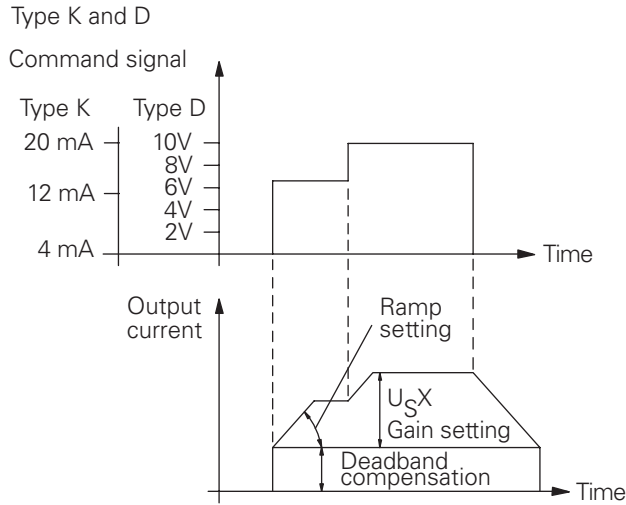 Type K and D
Command signal
Type K
Type D
20 mA
10V
8V
12 mA
6V
4V
2V
4 mA
Time
Output
current
Ramp
setting
USX
Gain setting
Deadband
compensation
Time